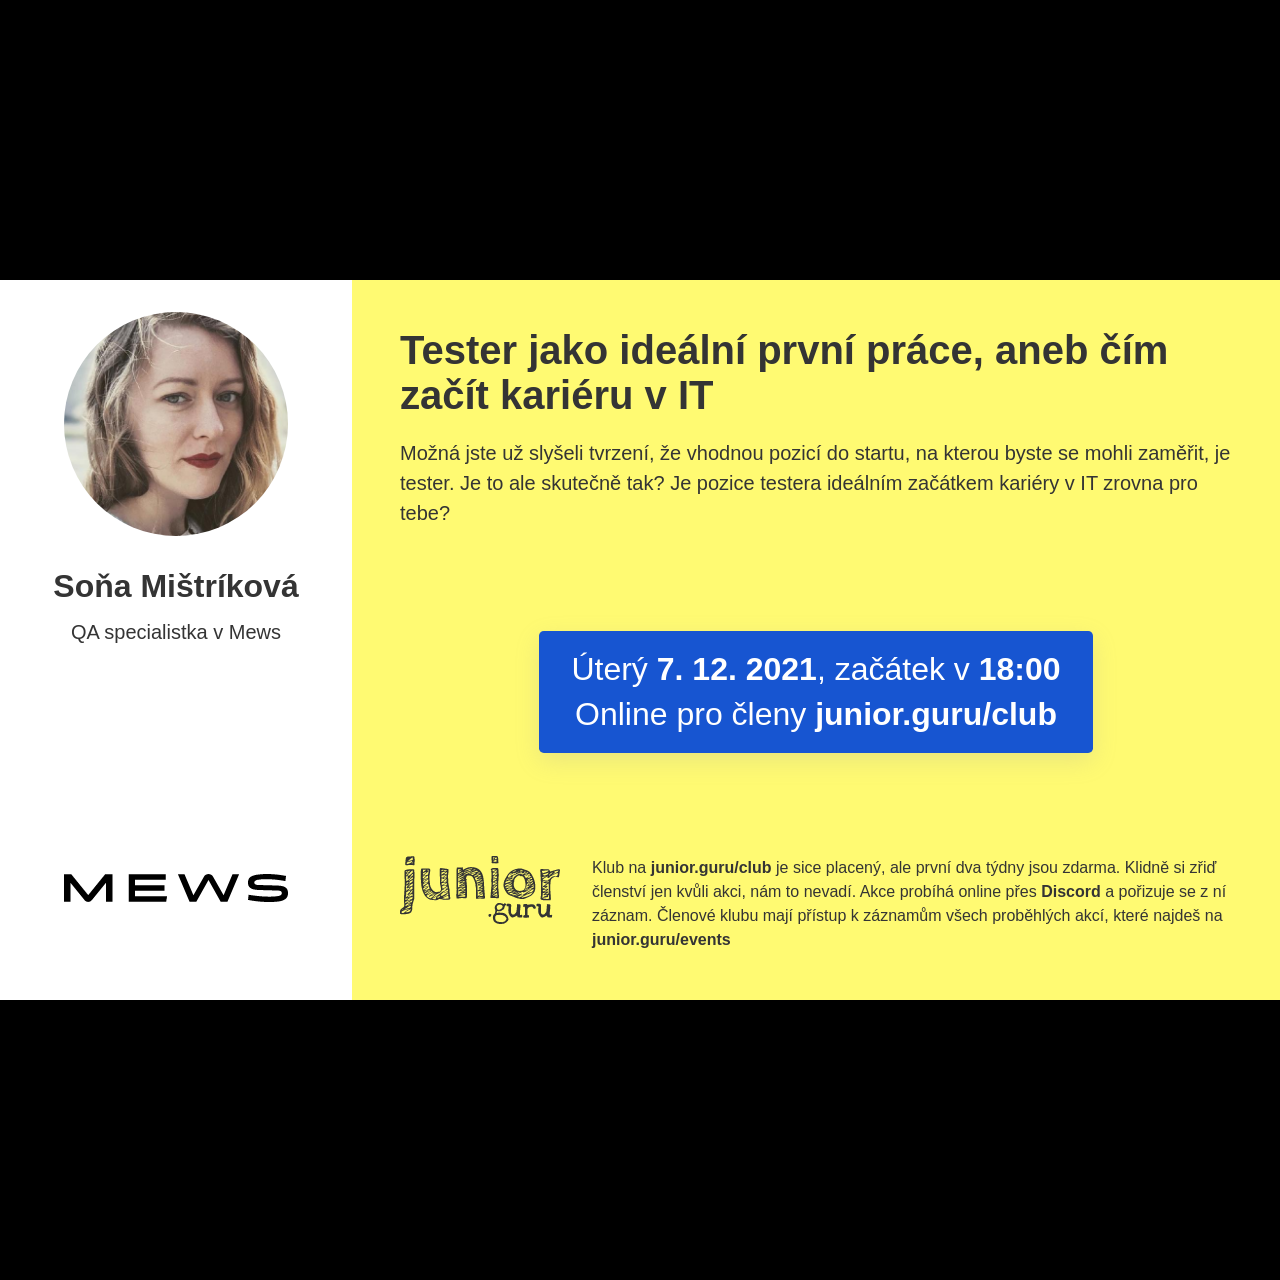 Soňa Mištríková
QA specialistka v Mews
MEWS
Tester jako ideální první práce, aneb čím
začít kariéru v IT
Možná jste už slyšeli tvrzení, že vhodnou pozicí do startu, na kterou byste se mohli zaměřit, je
tester. Je to ale skutečně tak? Je pozice testera ideálním začátkem kariéry v IT zrovna pro
tebe?
Úterý 7. 12. 2021, začátek v 18:00
Online pro členy junior.guru/club
junior
.guru
Klub na junior.guru/club je sice placený, ale první dva týdny jsou zdarma. Klidně si zřiď
členství jen kvůli akci, nám to nevadí. Akce probíhá online přes Discord a pořizuje se z ní
záznam. Členové klubu mají přístup k záznamům všech proběhlých akcí, které najdeš na
junior.guru/events